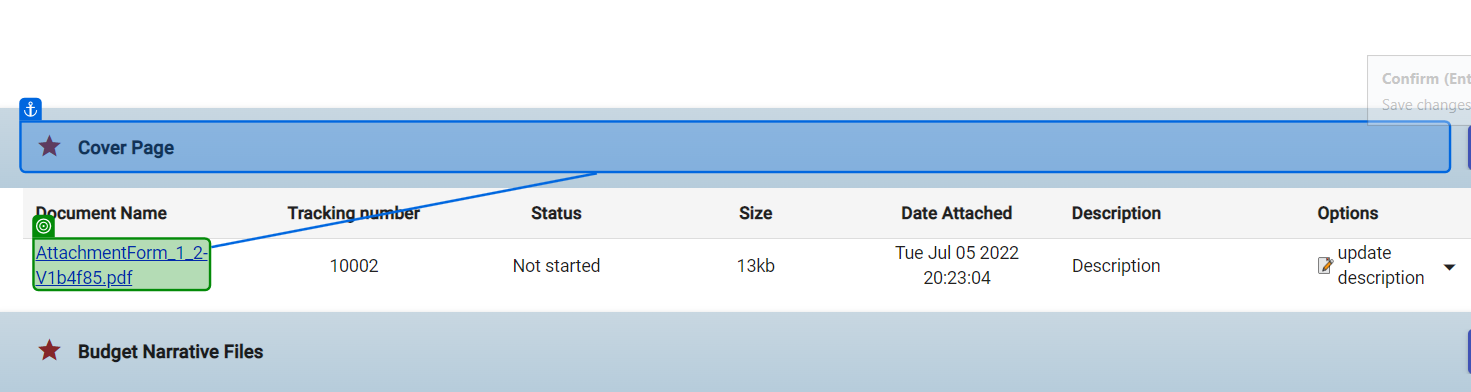 Confirm (Ent
Save changes
Cover Page
Document Name Tracking number Status Size Date Attached Description Options
AttachmentForm_1_2-
V1b4f85.pdf
10002
Not started
13kb
Tue Jul 05 2022
20:23:04
Description
update
description
Budget Narrative Files